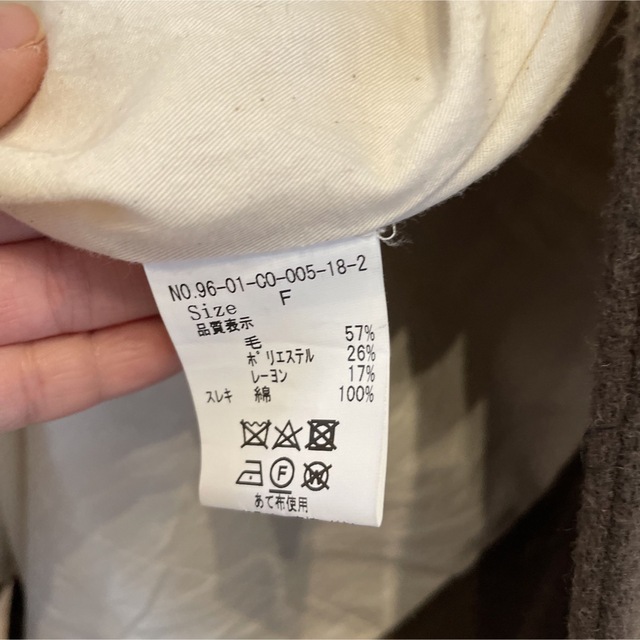 NO.96-01-CO-005-18-2
Size F
品質表示
毛 57%
ポリエステル 26%
レーヨン 17%
スレキ 綿 100%
F W
あて布使用